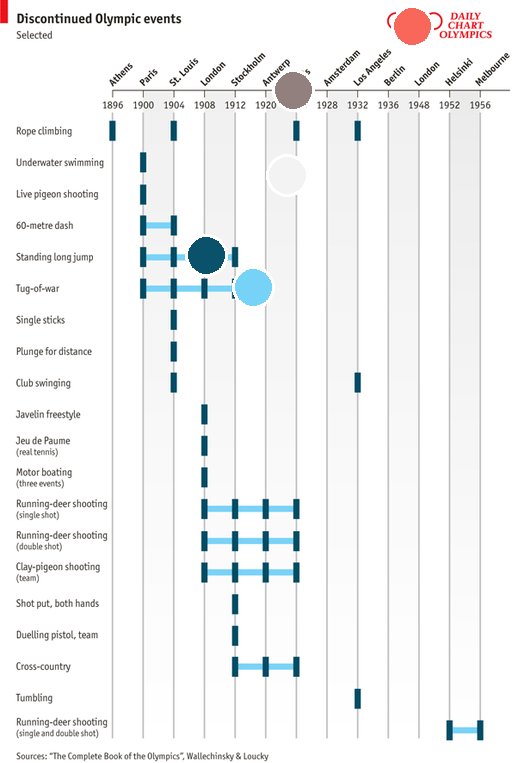 Discontinued Olympic events
Selected
DAILY
CHART
OLYMPICS
Athens
Paris
St. Louis
London
Stockholm
Antwerp
Amsterdam
Los Angeles
Berlin
London
Helsinki
Melbourne
1896 1900 1904 1908 1912 1920 1928 1932 1936 1948 1952 1956
Rope climbing
Underwater swimming
Live pigeon shooting
60-metre dash
Standing long jump
Tug-of-war
Single sticks
Plunge for distance
Club swinging
Javelin freestyle
Jeu de Paume
(real tennis)
Motor boating
(three events)
Running-deer shooting
(single shot)
Running-deer shooting
(double shot)
Clay-pigeon shooting
(team)
Shot put, both hands
Duelling pistol, team
Cross-country
Tumbling
Running-deer shooting
(single and double shot)
Sources: "The Complete Book of the Olympics", Wallechinsky & Loucky